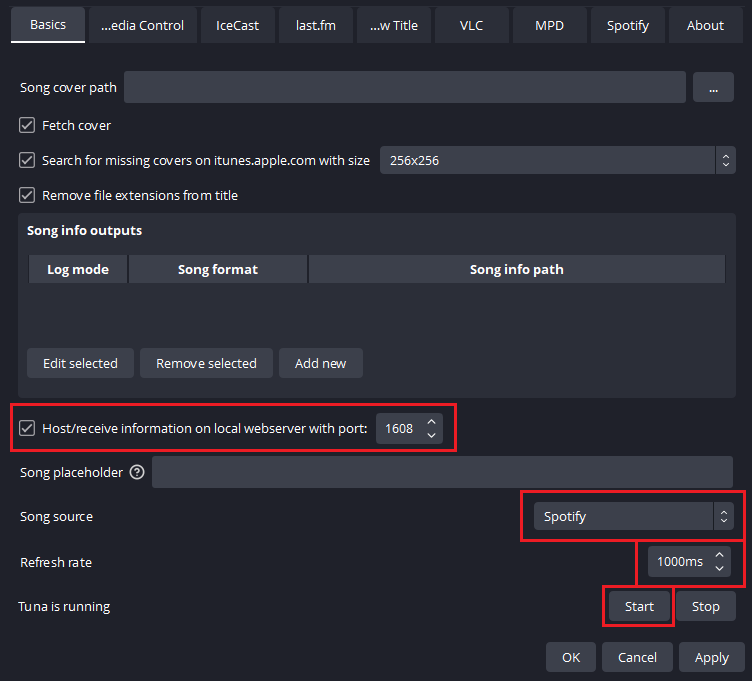 Basics ...edia Control IceCast last.fm ...w Title VLC MPD Spotify About
Song cover path ...
Fetch cover
Search for missing covers on itunes.apple.com with size 256x256
Remove file extensions from title
Song info outputs
Log mode Song format Song info path
Edit selected Remove selected Add new
Host/receive information on local webserver with port: 1608
Song placeholder ?
Song source Spotify
Refresh rate 1000ms
Tuna is running Start Stop
OK Cancel Apply